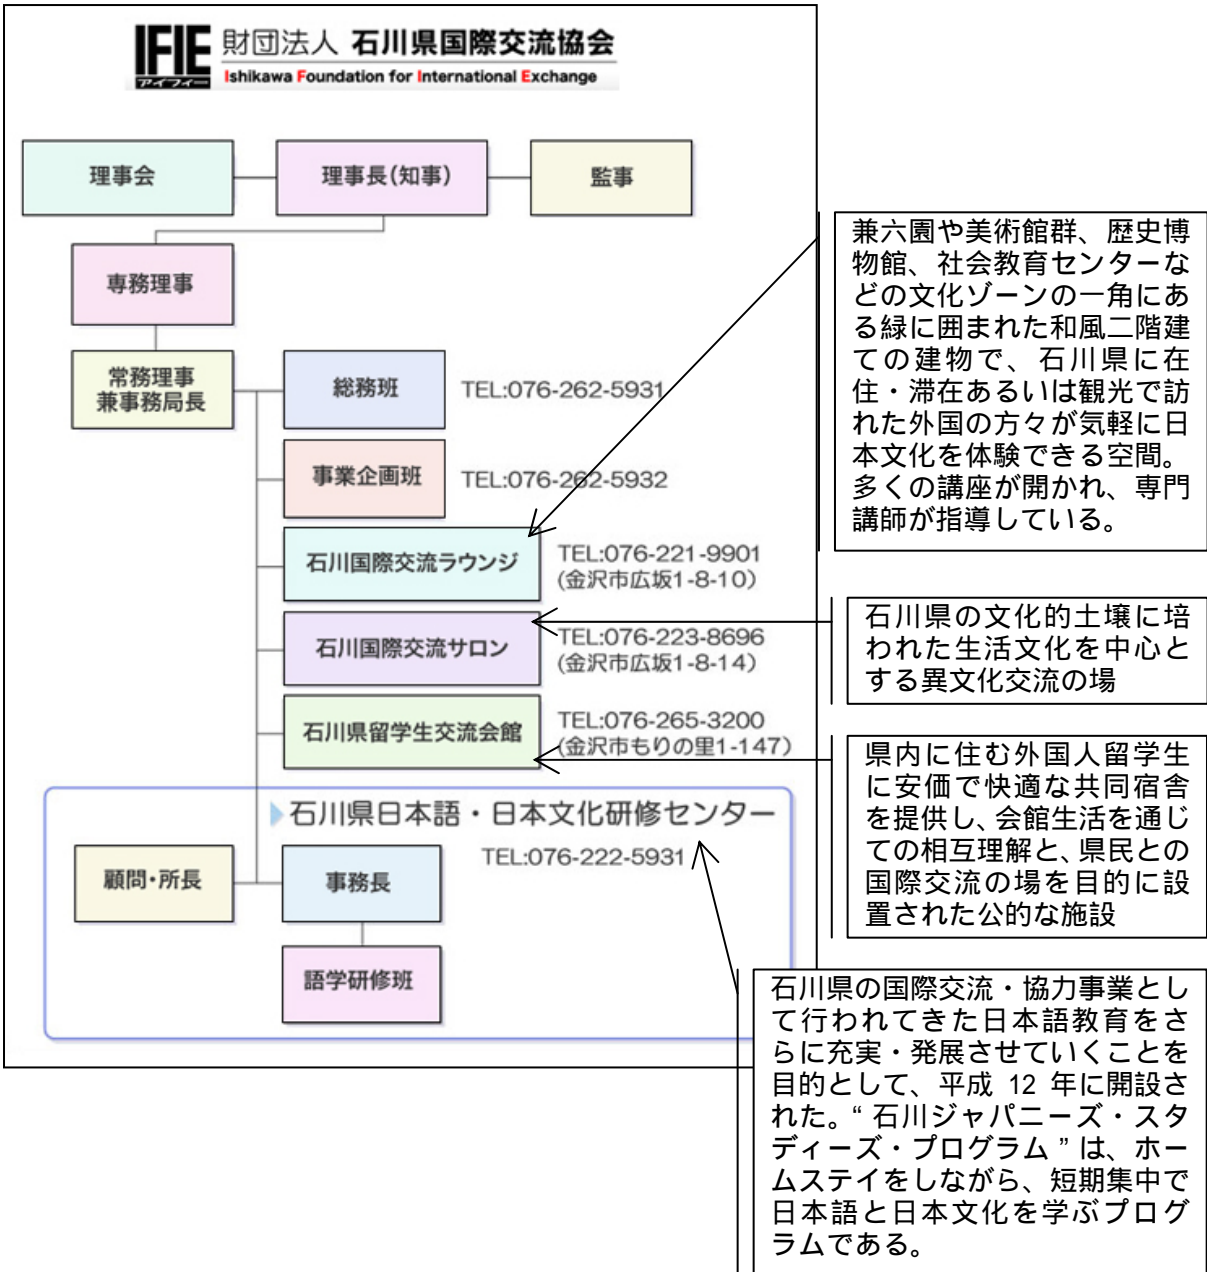 IFIE 財団法人 石川県国際交流協会
アイフィー Ishikawa Foundation for International Exchange
理事会
理事長(知事)
監事
専務理事
常務理事
兼事務局長
総務班
TEL:076-262-5931
事業企画班
TEL:076-262-5932
石川国際交流ラウンジ
TEL:076-221-9901
(金沢市広坂1-8-10)
石川国際交流サロン
TEL:076-223-8696
(金沢市広坂1-8-14)
石川県留学生交流会館
TEL:076-265-3200
(金沢市もりの里1-147)
石川県日本語・日本文化研修センター
TEL:076-222-5931
顧問・所長
事務長
語学研修班
兼六園や美術館群、歴史博
物館、社会教育センターな
どの文化ゾーンの一角にあ
る緑に囲まれた和風二階建
ての建物で、石川県に在
住・滞在あるいは観光で訪
れた外国の方々が気軽に日
本文化を体験できる空間。
多くの講座が開かれ、専門
講師が指導している。
石川県の文化的土壌に培
われた生活文化を中心と
する異文化交流の場
県内に住む外国人留学生
に安価で快適な共同宿舎
を提供し、会館生活を通じ
ての相互理解と、県民との
国際交流の場を目的に設
置された公的な施設
石川県の国際交流・協力事業とし
て行われてきた日本語教育をさ
らに充実・発展させていくことを
目的として、平成 12 年に開設さ
れた。“石川ジャパニーズ・スタ
ディーズ・プログラム”は、ホー
ムステイをしながら、短期集中で
日本語と日本文化を学ぶプログ
ラムである。